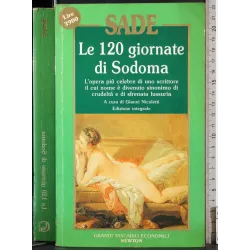 Lire 3900
SADE
Le 120 giornate
di Sodoma
L'opera più celebre di uno scrittore
il cui nome è divenuto sinonimo di
crudeltà e di sfrenata lussuria
A cura di Gianni Nicoletti
Edizione integrale
GRANDI TASCABILI ECONOMICI
NEWTON